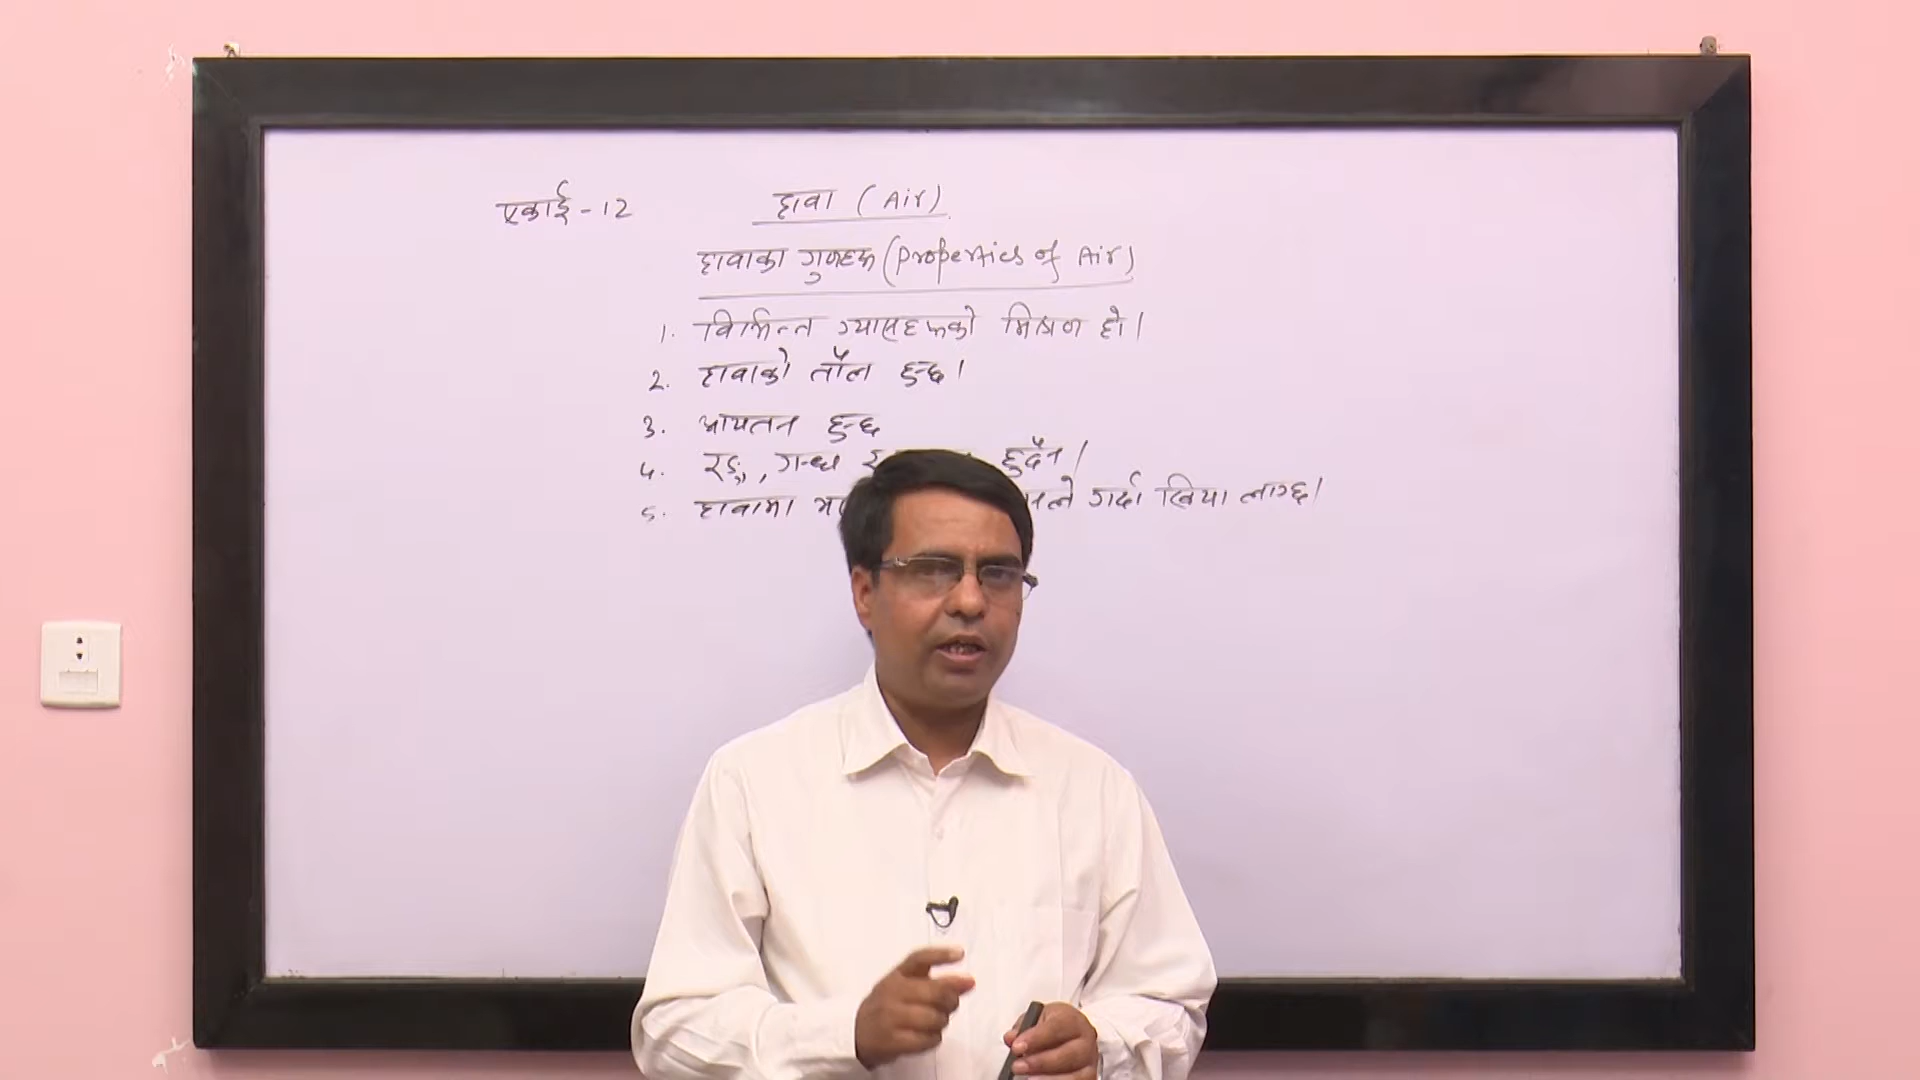 एकाई - 12 हावा (Air)
हावाका गुणहरू (Properties of Air)
1. विभिन्न ग्यासहरूको मिश्रण हो।
2. हावाको तौल हुन्छ।
3. आयतन हुन्छ
4. रङ्ग, गन्ध हुदैन।
5. हावामा गर्दा खिया लाग्छ।